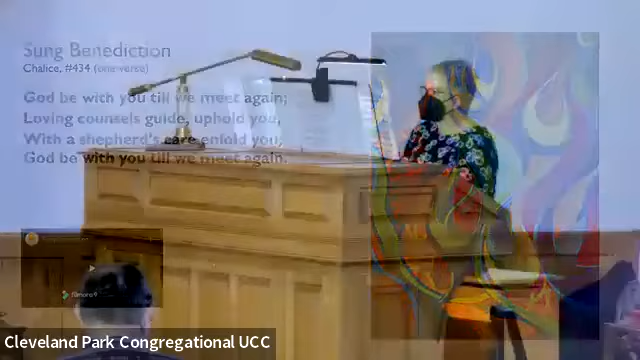 Sung Benediction
Chalice, #434 (one verse)
God be with you till we meet again;
Loving counsels guide, uphold you,
With a shepherd's care enfold you;
God be with you till we meet again.
filmora9
Cleveland Park Congregational UCC